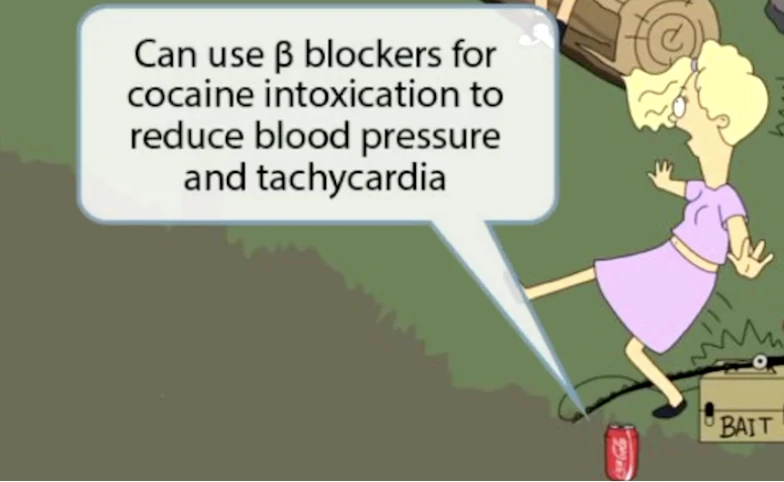 Can use β blockers for
cocaine intoxication to
reduce blood pressure
and tachycardia
BAIT